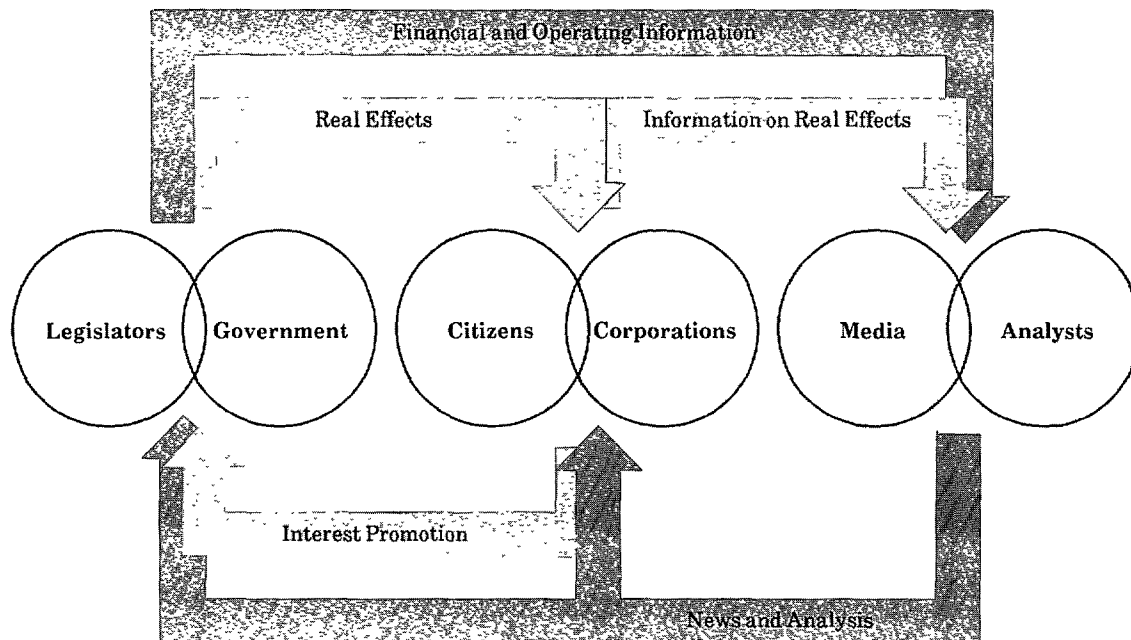 Financial and Operating Information
Real Effects
Information on Real Effects
Legislators
Government
Citizens
Corporations
Media
Analysts
Interest Promotion
News and Analysis